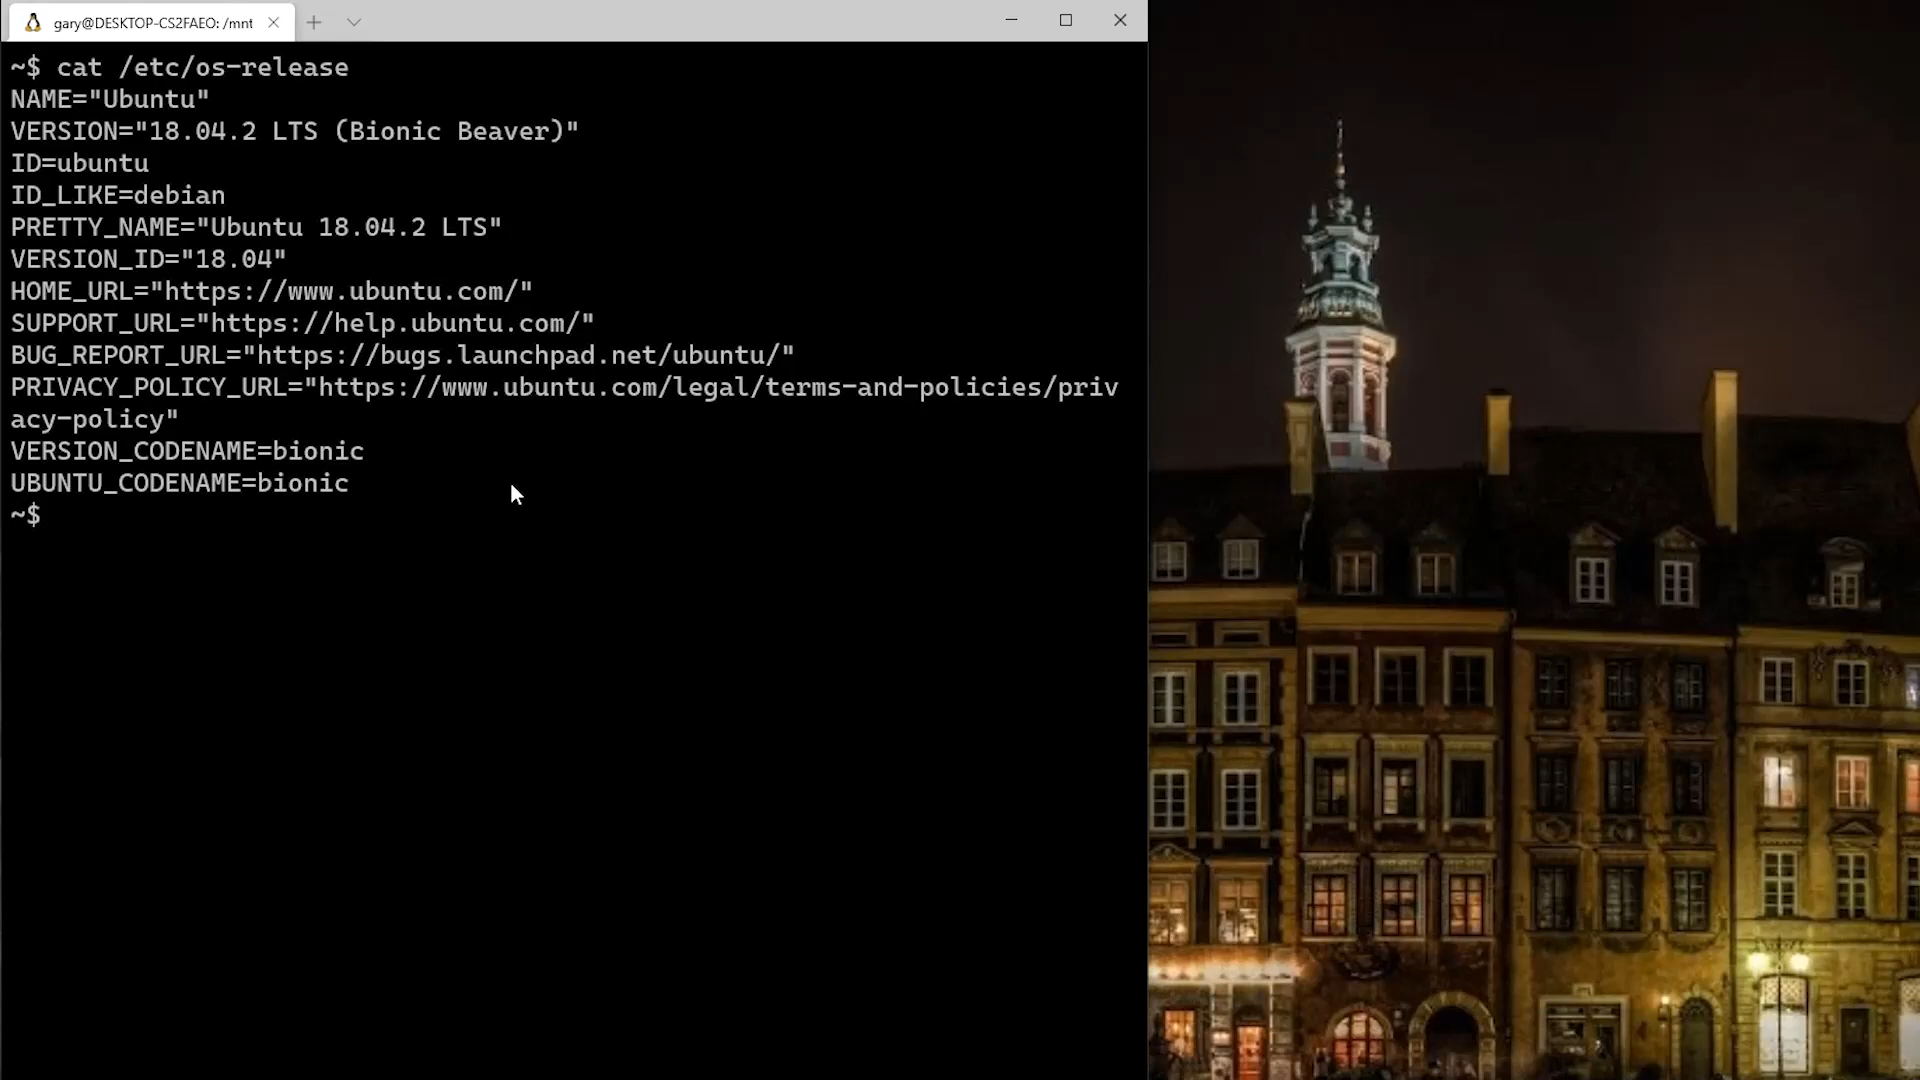 gary@DESKTOP-CS2FAEO: /mnt
~$ cat /etc/os-release
NAME="Ubuntu"
VERSION="18.04.2 LTS (Bionic Beaver)"
ID=ubuntu
ID_LIKE=debian
PRETTY_NAME="Ubuntu 18.04.2 LTS"
VERSION_ID="18.04"
HOME_URL="https://www.ubuntu.com/"
SUPPORT_URL="https://help.ubuntu.com/"
BUG_REPORT_URL="https://bugs.launchpad.net/ubuntu/"
PRIVACY_POLICY_URL="https://www.ubuntu.com/legal/terms-and-policies/priv
acy-policy"
VERSION_CODENAME=bionic
UBUNTU_CODENAME=bionic
~$